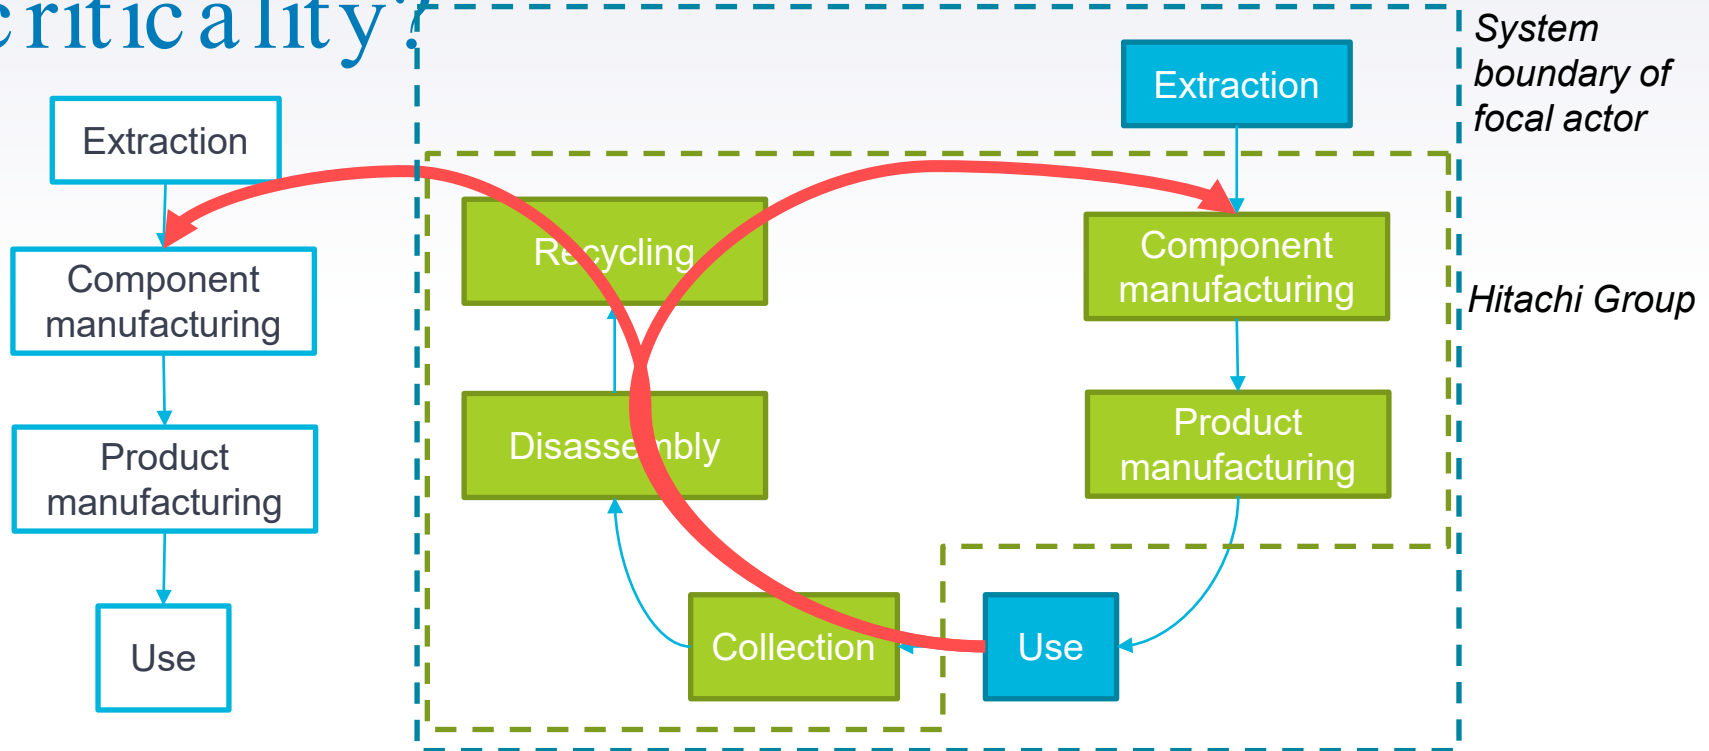 criticality?
System
boundary of
focal actor
Extraction
Extraction
Recycling
Component
manufacturing
Component
manufacturing
Hitachi Group
Disassembly
Product
manufacturing
Product
manufacturing
Use
Collection
Use